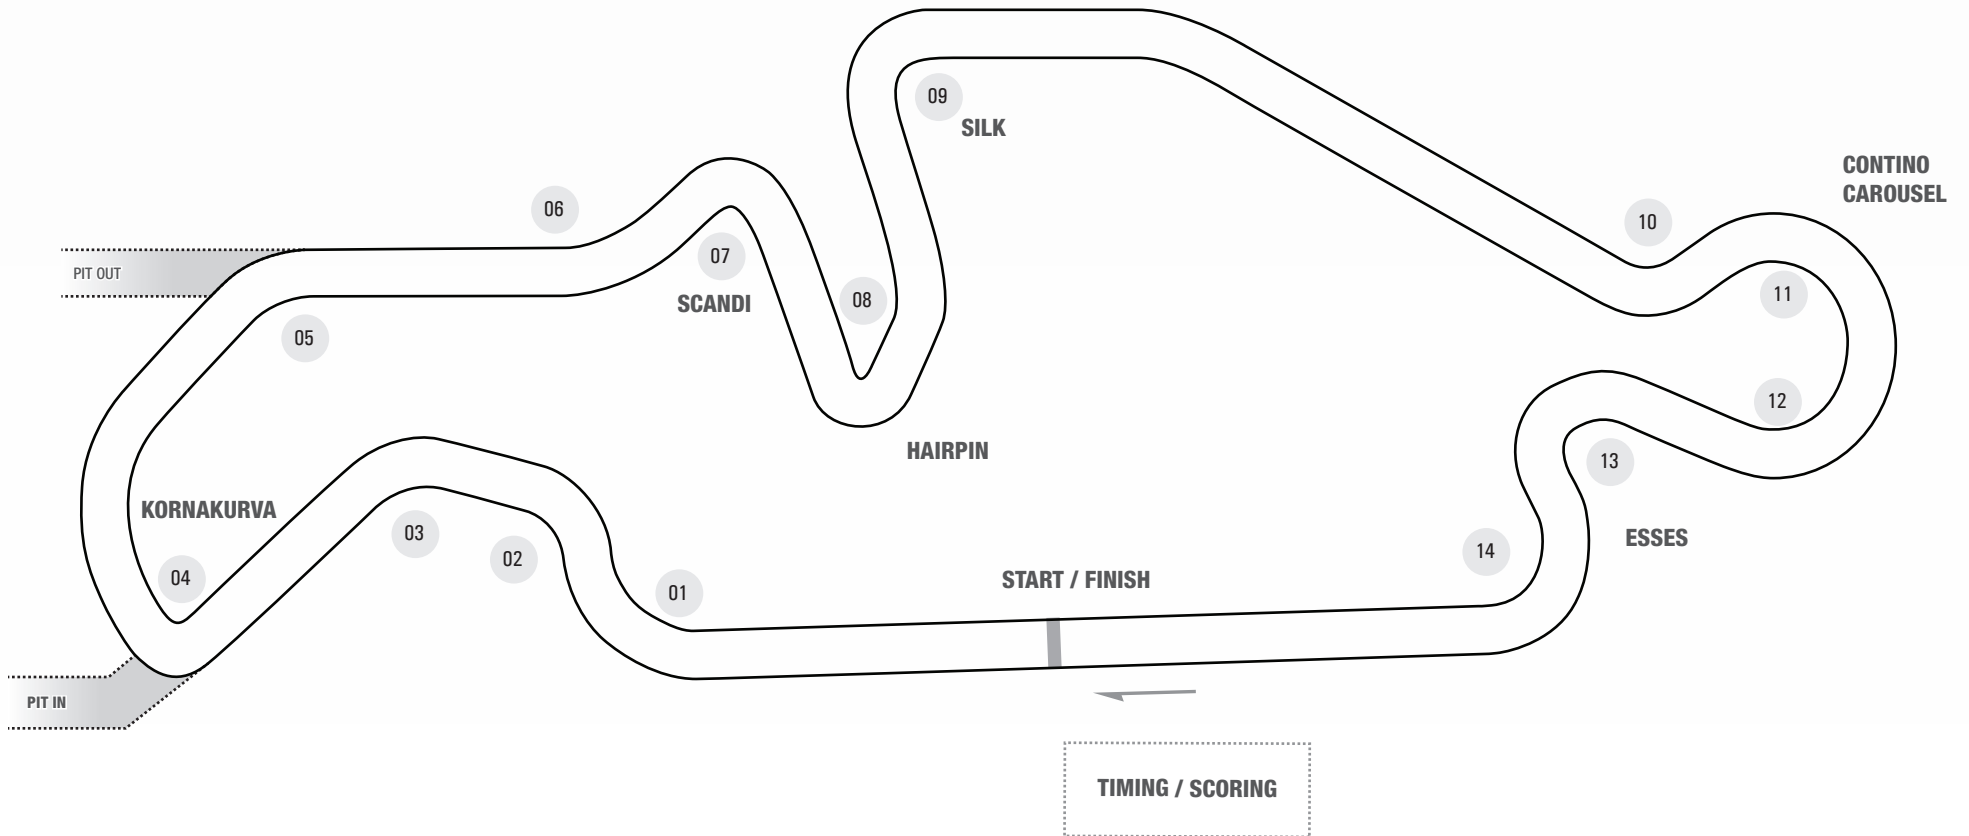 09
SILK
CONTINO
CAROUSEL
06
10
PIT OUT
07
SCANDI
08
11
05
12
HAIRPIN
13
KORNAKURVA
03
02
14
ESSES
04
01
START / FINISH
PIT IN
TIMING / SCORING